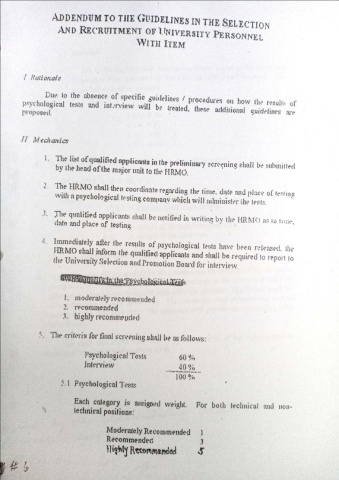 ADDENDUM TO THE GUIDELINES IN THE SELECTION
AND RECRUITMENT OF UNIVERSITY PERSONNEL
WITH ITEM
I Rationale
Due to the absence of specific guidelines / procedures on how the results of
psychological tests and interview will be treated, these additional guidelines are
proposed.
II Mechanics
1. The list of qualified applicants in the preliminary screening shall be submitted
by the head of the major unit to the HRMO.
2. The HRMO shall then coordinate regarding the time, date and place of testing
with a psychological testing company which will administer the tests.
3. The qualified applicants shall be notified in writing by the HRMO as to time,
date and place of testing.
4. Immediately after the results of psychological tests have been released, the
HRMO shall inform the qualified applicants and shall be required to report to
the University Selection and Promotion Board for interview.
in the Psychological Test
1. moderately recommended
2. recommended
3. highly recommended
5. The criteria for final screening shall be as follows:
Psychological Tests 60 %
Interview 40 %
100 %
5.1 Psychological Tests
Each category is assigned weight. For both technical and non-
technical positions:
Moderately Recommended 1
Recommended 3
Highly Recommended 5
# 6